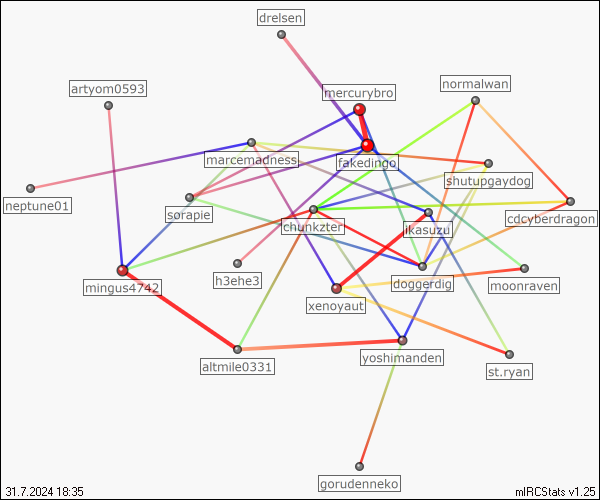 drelsen
artyom0593
mercurybro
normalwan
marcemadness
fakedingo
shutupgaydog
neptune01
sorapie
chunkzter
ikasuzu
cdcyberdragon
mingus4742
h3ehe3
doggerdig
moonraven
xenoyaut
altmile0331
yoshimanden
st.ryan
gorudenneko
31.7.2024 18:35
mIRCStats v1.25